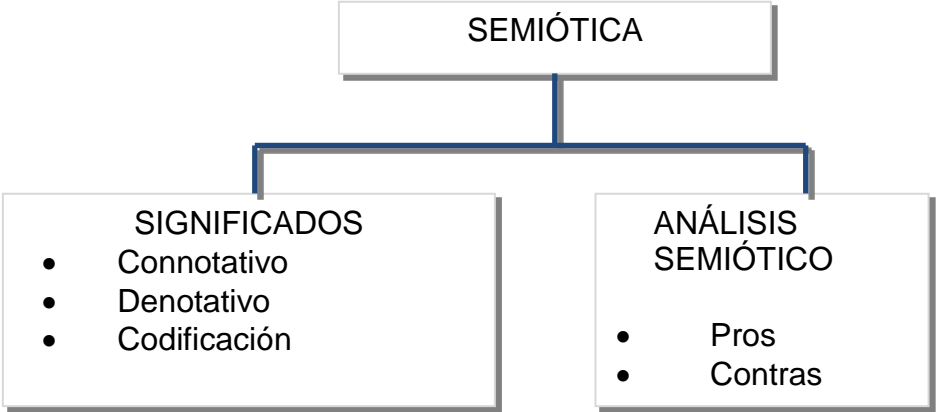 SEMIÓTICA
SIGNIFICADOS
• Connotativo
• Denotativo
• Codificación
ANÁLISIS
SEMIÓTICO
• Pros
• Contras